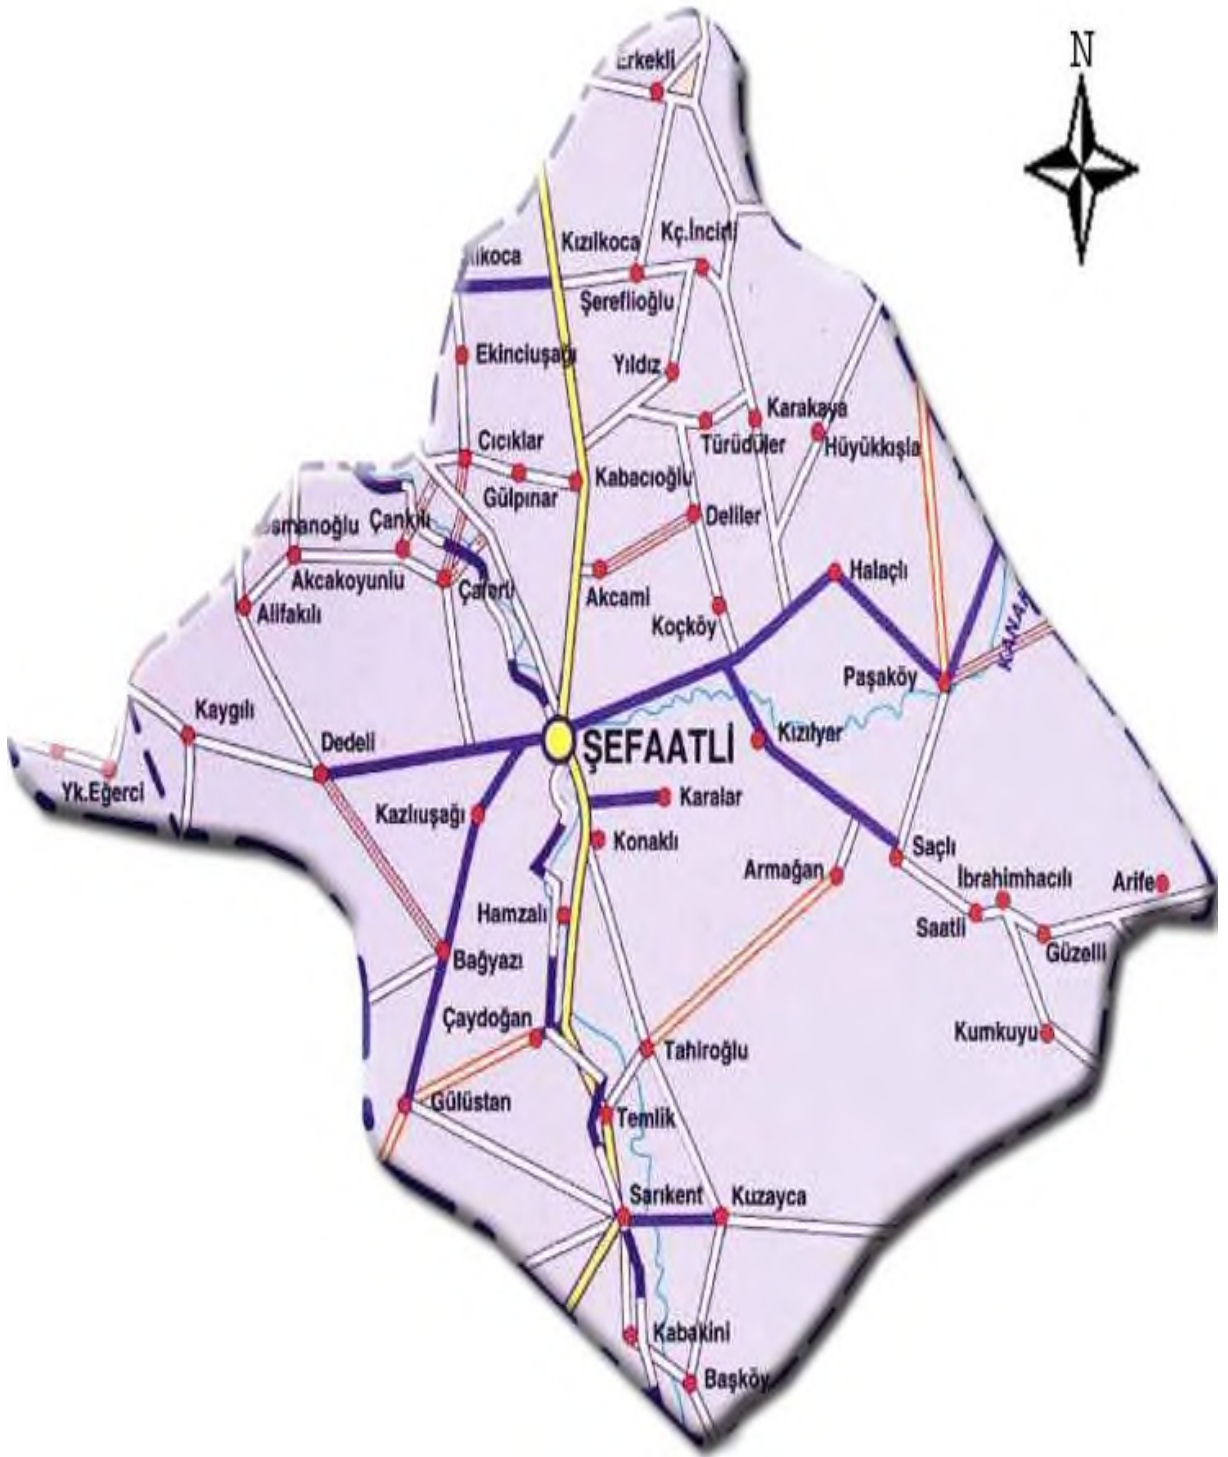 N
Erkekli
Kızılkoca
Kç.İncirli
Şereflioğlu
Ekinciuşağı
Yıldız
Karakaya
Türüdüler
Hüyükkışla
Cıcıklar
Gülpınar
Kabacıoğlu
Deliler
Çankılı
Akcakoyunlu
Caferli
Alifakılı
Akcami
Koçköy
Halaçlı
KANAK
Paşaköy
Kaygılı
Dedeli
ŞEFAATLİ
Kızılyar
Yk.Eğerci
Kazlıuşağı
Karalar
Konaklı
Saçlı
Armağan
İbrahimhacılı
Arife
Hamzalı
Saatli
Güzelli
Bağyazı
Çaydoğan
Kumkuyu
Tahiroğlu
Gülüstan
Temlik
Sarıkent
Kuzayca
Kabakini
Başköy